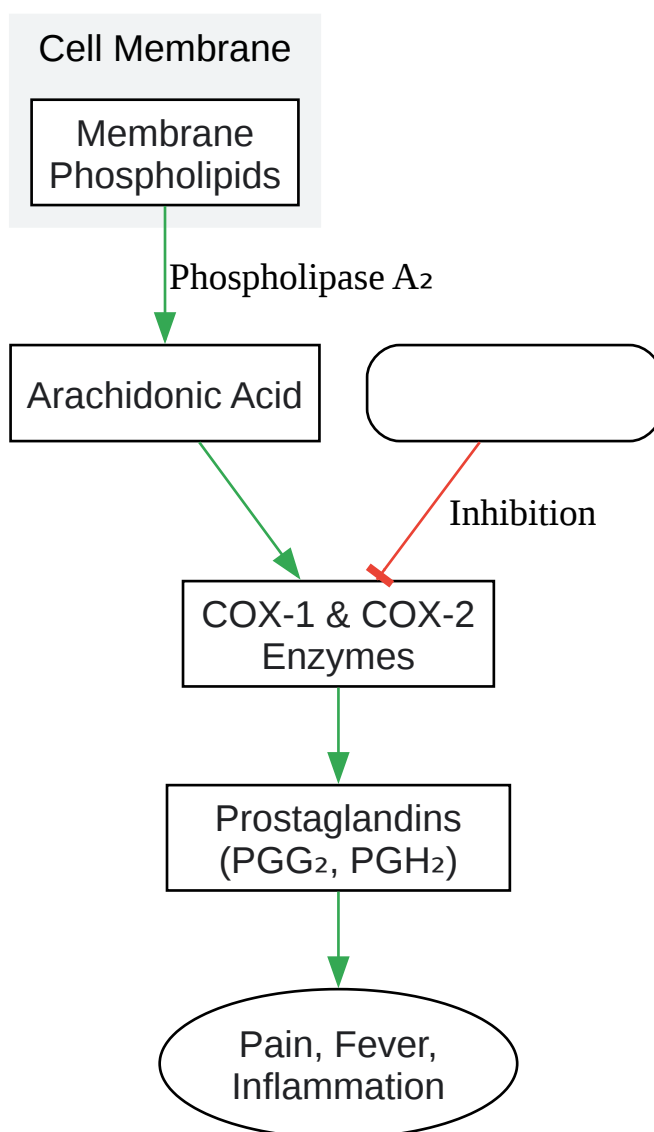 Cell Membrane
Membrane
Phospholipids
Phospholipase A₂
Arachidonic Acid
Inhibition
COX-1 & COX-2
Enzymes
Prostaglandins
(PGG₂, PGH₂)
Pain, Fever,
Inflammation